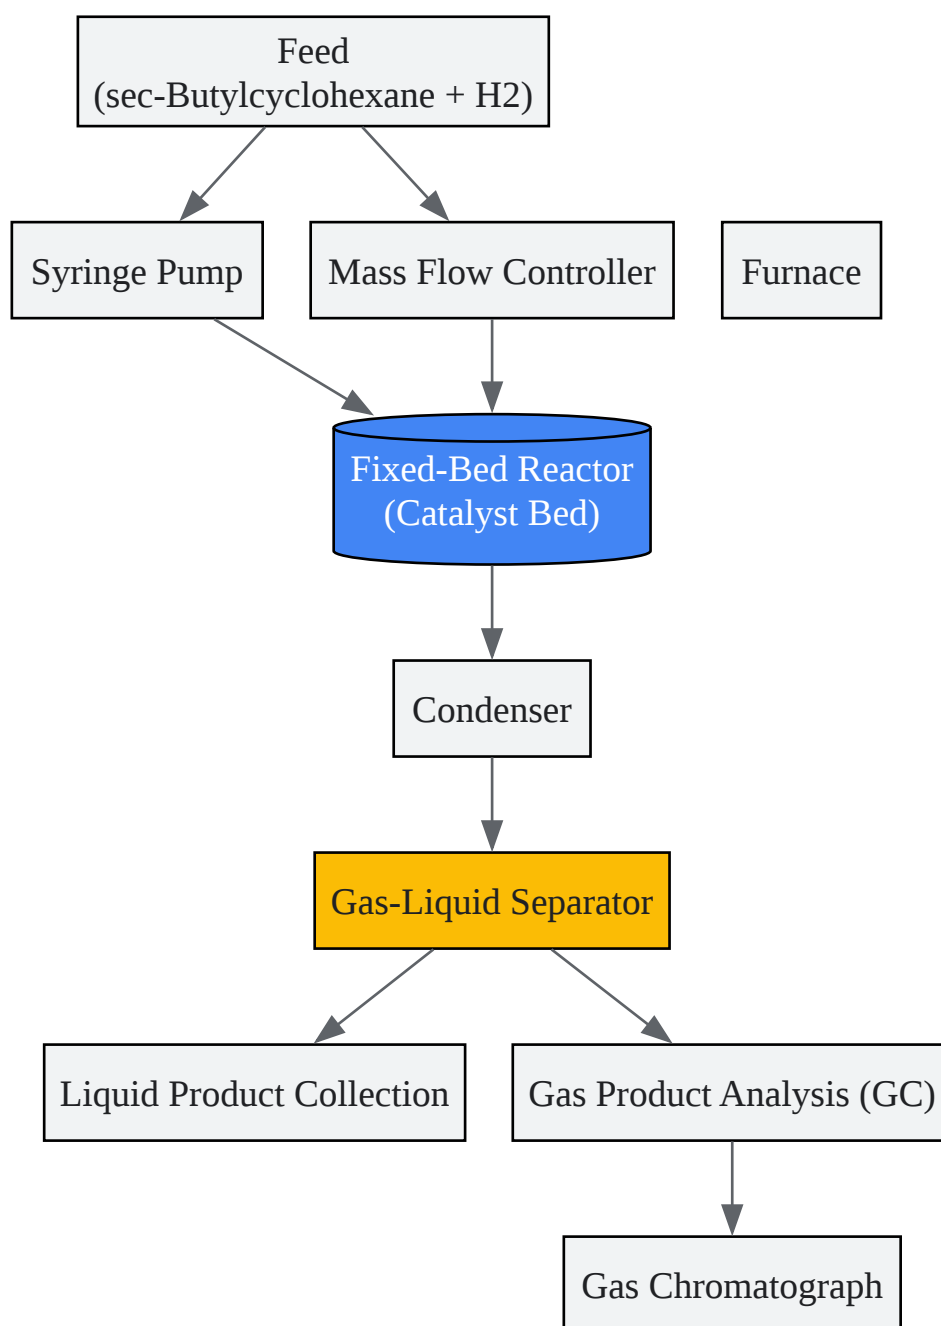 Feed
(sec-Butylcyclohexane + H2)
Syringe Pump
Mass Flow Controller
Furnace
Fixed-Bed Reactor
(Catalyst Bed)
Condenser
Gas-Liquid Separator
Liquid Product Collection
Gas Product Analysis (GC)
Gas Chromatograph